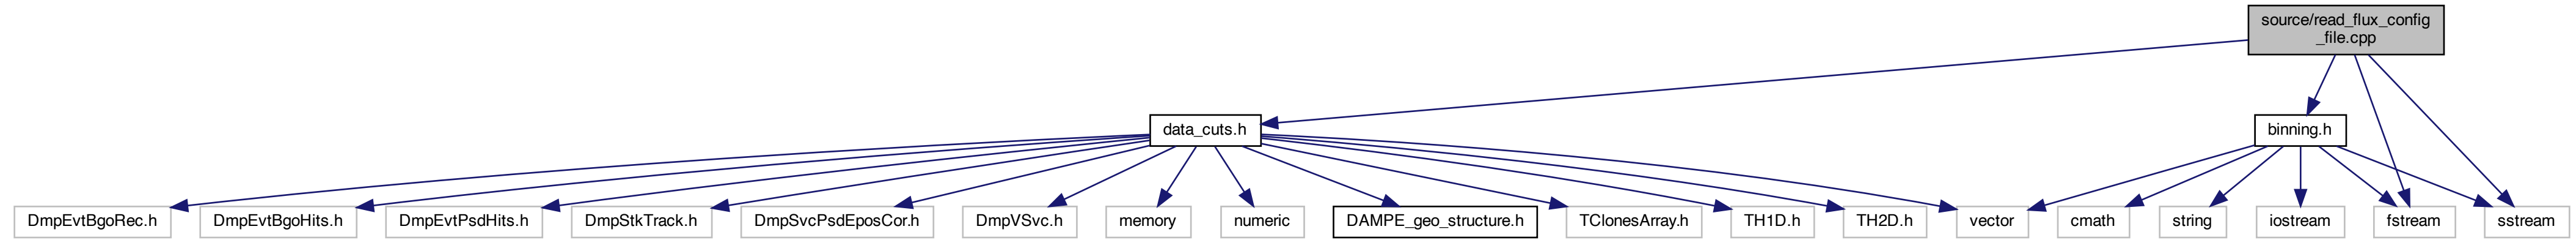 source/read_flux_config
_file.cpp
data_cuts.h
binning.h
DmpEvtBgoRec.h
DmpEvtBgoHits.h
DmpEvtPsdHits.h
DmpStkTrack.h
DmpSvcPsdEposCor.h
DmpVSvc.h
memory
numeric
DAMPE_geo_structure.h
TClonesArray.h
TH1D.h
TH2D.h
vector
cmath
string
iostream
fstream
sstream